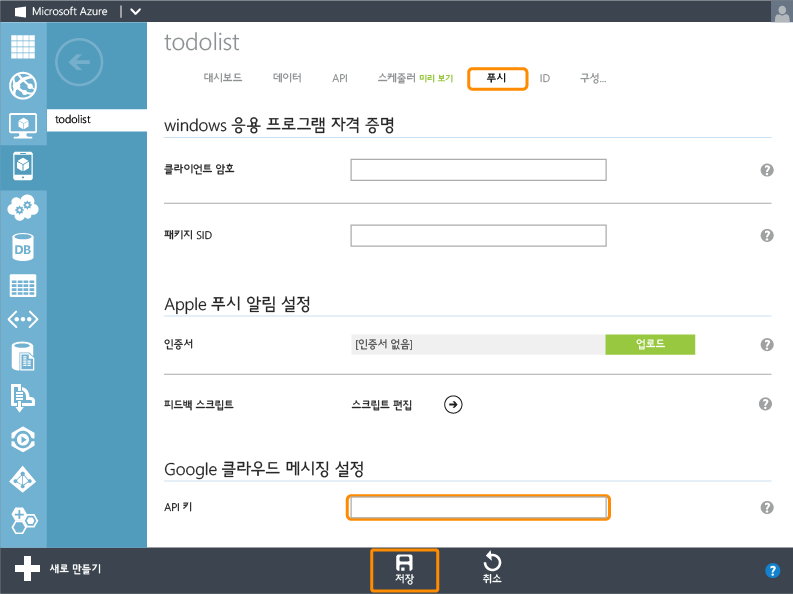 Microsoft Azure
todolist
todolist
대시보드 데이터 API 스케줄러 미리 보기 푸시 ID 구성...
windows 응용 프로그램 자격 증명
클라이언트 암호
?
패키지 SID
?
Apple 푸시 알림 설정
인증서 [인증서 없음] 업로드
?
피드백 스크립트 스크립트 편집
?
Google 클라우드 메시징 설정
API 키
?
DB
새로 만들기 저장 취소
?